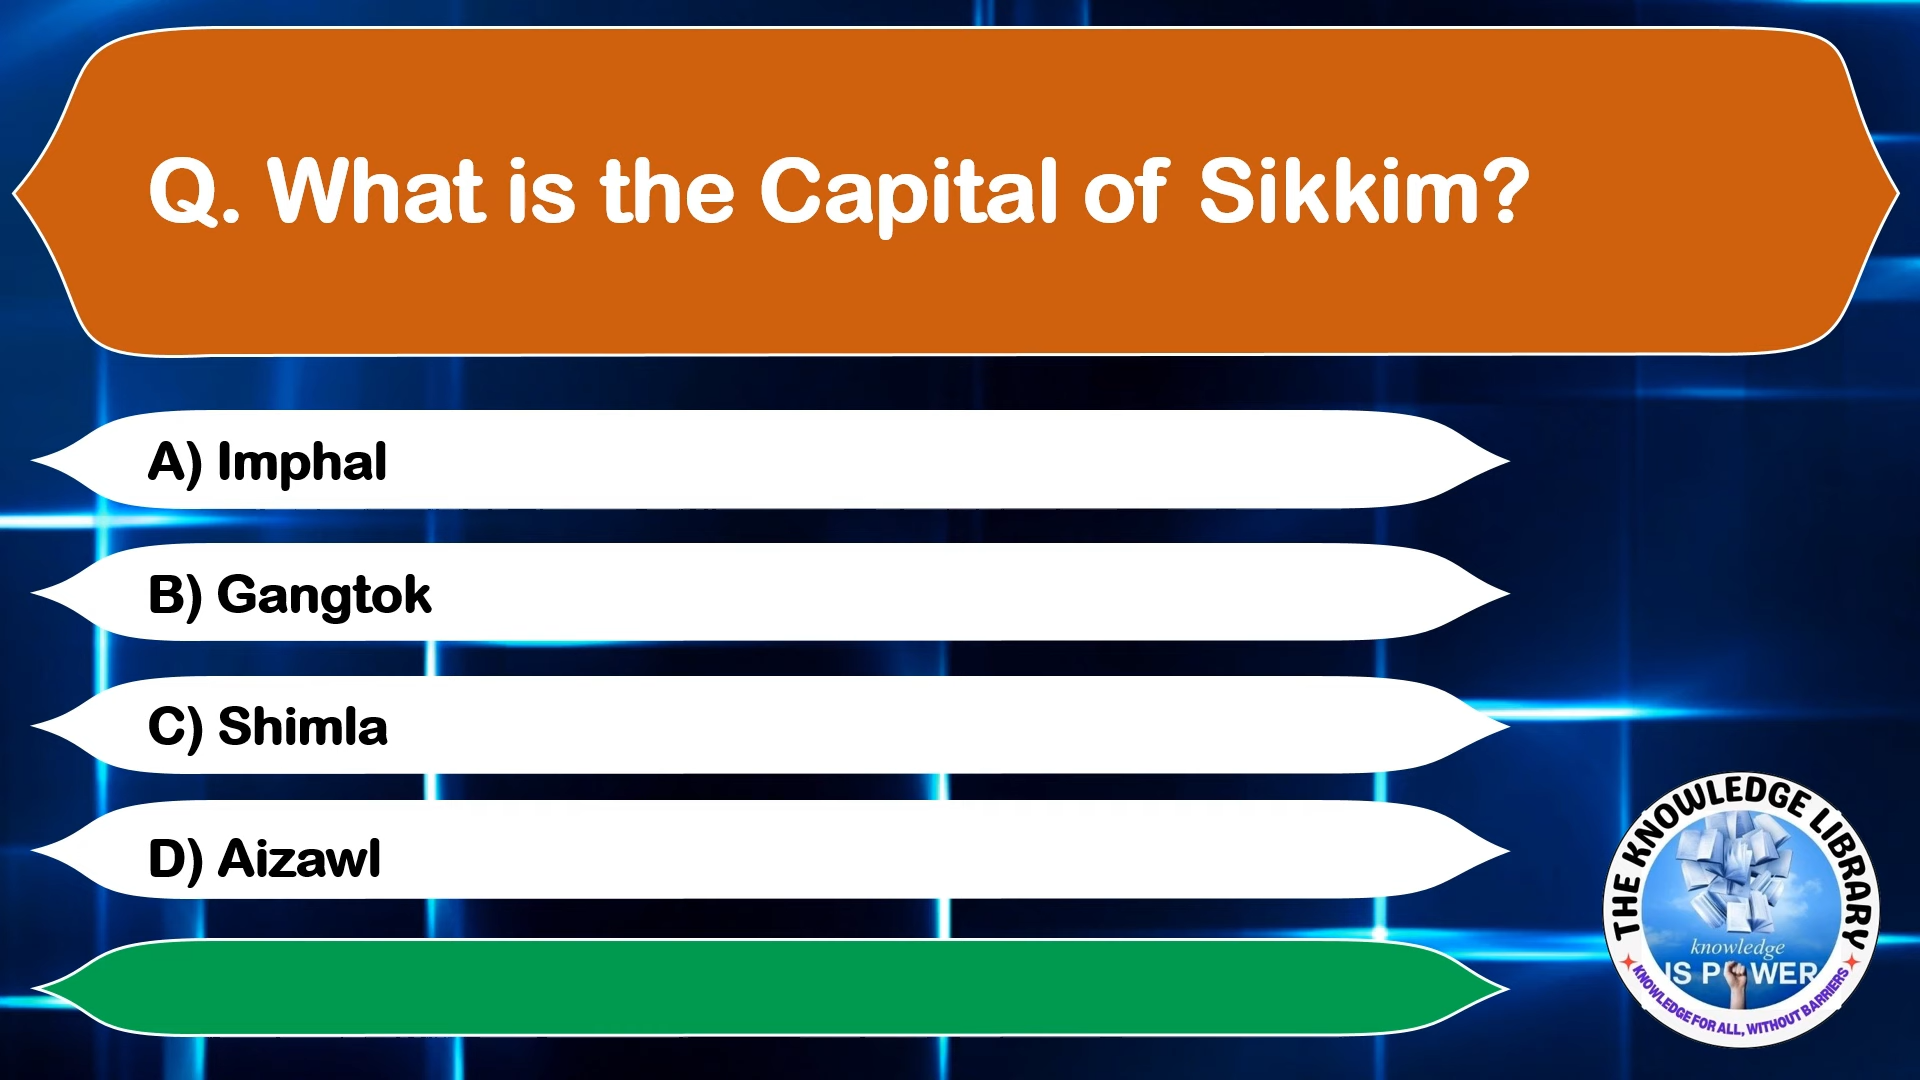 Q. What is the Capital of Sikkim?
A) Imphal
B) Gangtok
C) Shimla
D) Aizawl
THE KNOWLEDGE LIBRARY
knowledge
IS POWER
KNOWLEDGE FOR ALL, WITHOUT BARRIERS